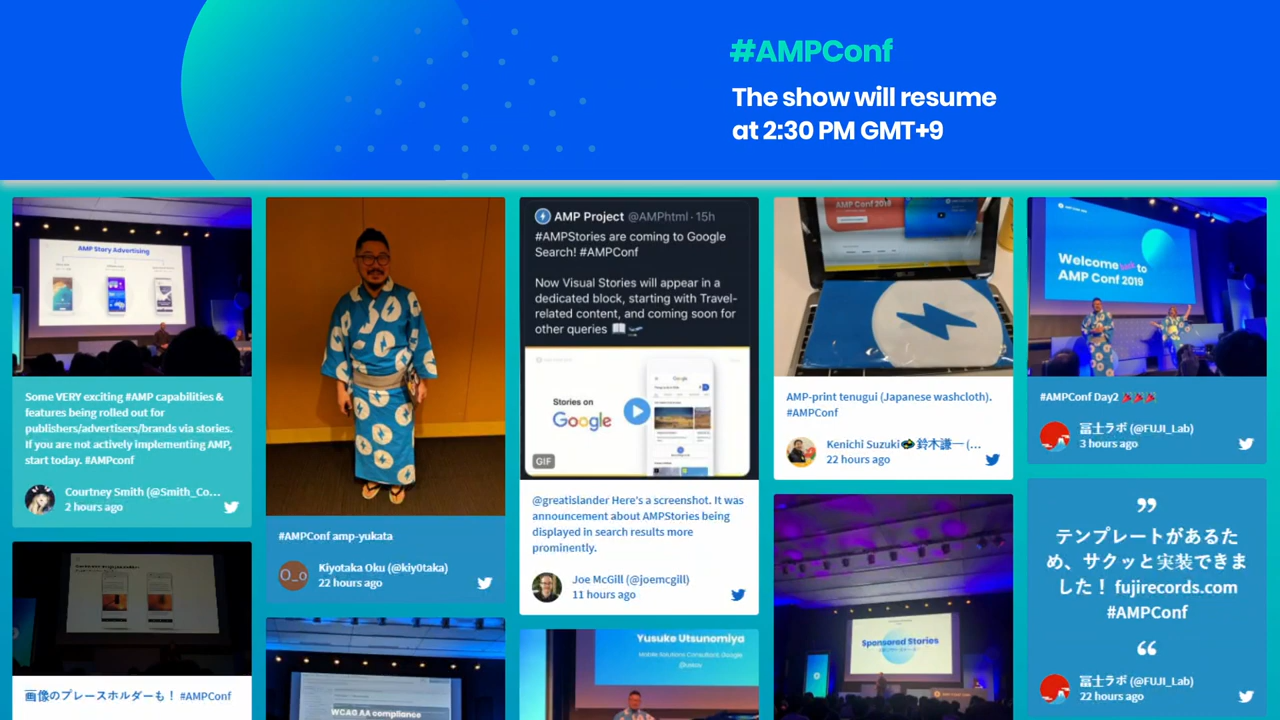 #AMPConf
The show will resume
at 2:30 PM GMT+9
AMP Story Advertising
Some VERY exciting #AMP capabilities &
features being rolled out for
publishers/advertisers/brands via stories.
If you are not actively implementing AMP,
start today. #AMPconf
Courtney Smith (@Smith_Co...
2 hours ago
画像のプレースホルダーも！ #AMPConf
#AMPConf amp-yukata
O_o
Kiyotaka Oku (@kiy0taka)
22 hours ago
WCAG AA compliance
AMP Project @AMPhtml · 15h
#AMPStories are coming to Google
Search! #AMPConf
Now Visual Stories will appear in a
dedicated block, starting with Travel-
related content, and coming soon for
other queries
Stories on
Google
Google
GIF
@greatislander Here's a screenshot. It was
announcement about AMPStories being
displayed in search results more
prominently.
Joe McGill (@joemcgill)
11 hours ago
Yusuke Utsunomiya
Mobile Solutions Consultant, Google
AMP Conf 2019
AMP-print tenugui (Japanese washcloth).
#AMPConf
Kenichi Suzuki 鈴木謙一 (...
22 hours ago
Sponsored Stories
Welcome back to
AMP Conf 2019
#AMPConf Day2
冨士ラボ (@FUJI_Lab)
3 hours ago
”
テンプレートがあるた
め、サクッと実装できま
した！ fujirecords.com
#AMPConf
“
冨士ラボ (@FUJI_Lab)
22 hours ago